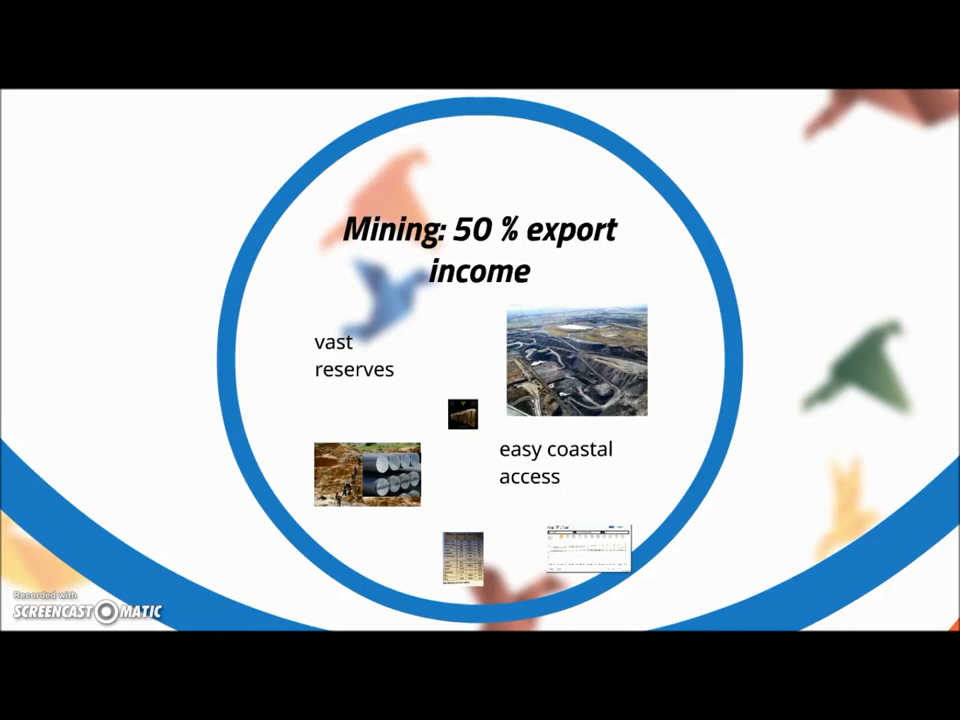 Mining: 50 % export
income
vast
reserves
easy coastal
access
Recorded with
SCREENCAST MATIC